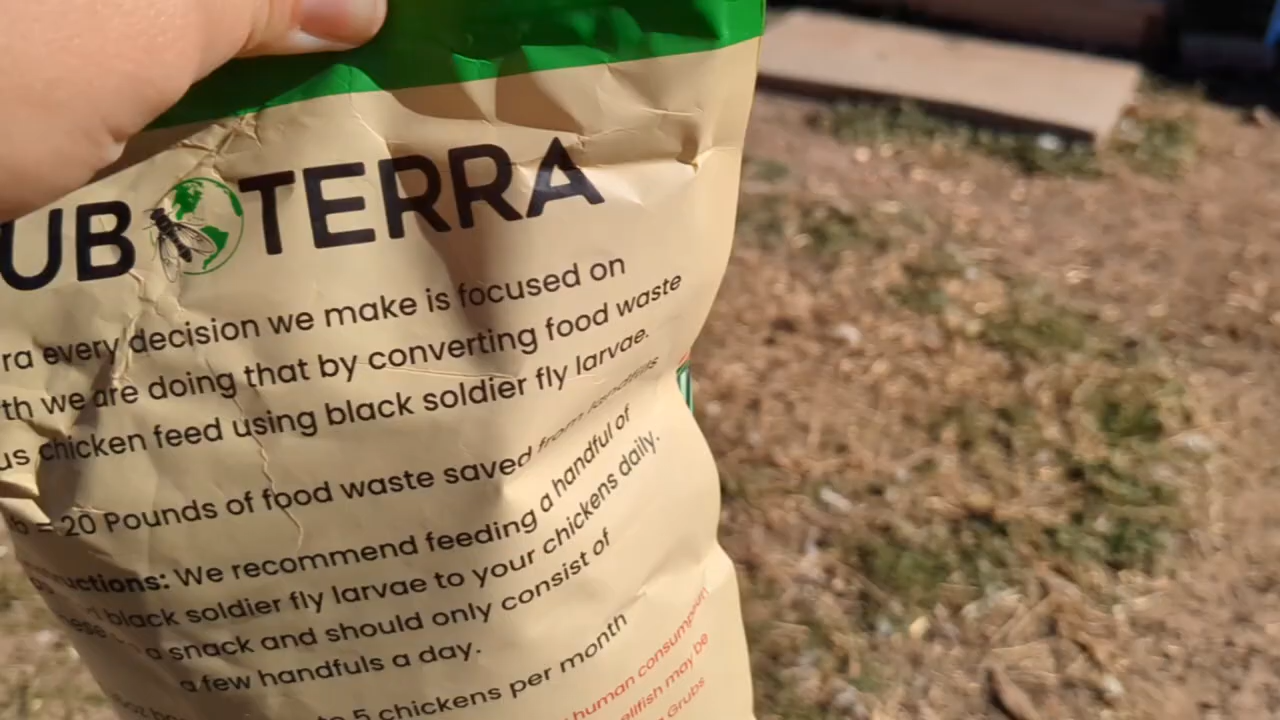 UB TERRA
ra every decision we make is focused on
th we are doing that by converting food waste
us chicken feed using black soldier fly larvae.
= 20 Pounds of food waste saved from landfills
uctions: We recommend feeding a handful of
black soldier fly larvae to your chickens daily.
a snack and should only consist of
a few handfuls a day.
5 chickens per month
human consumption
ellfish may be
Grubs